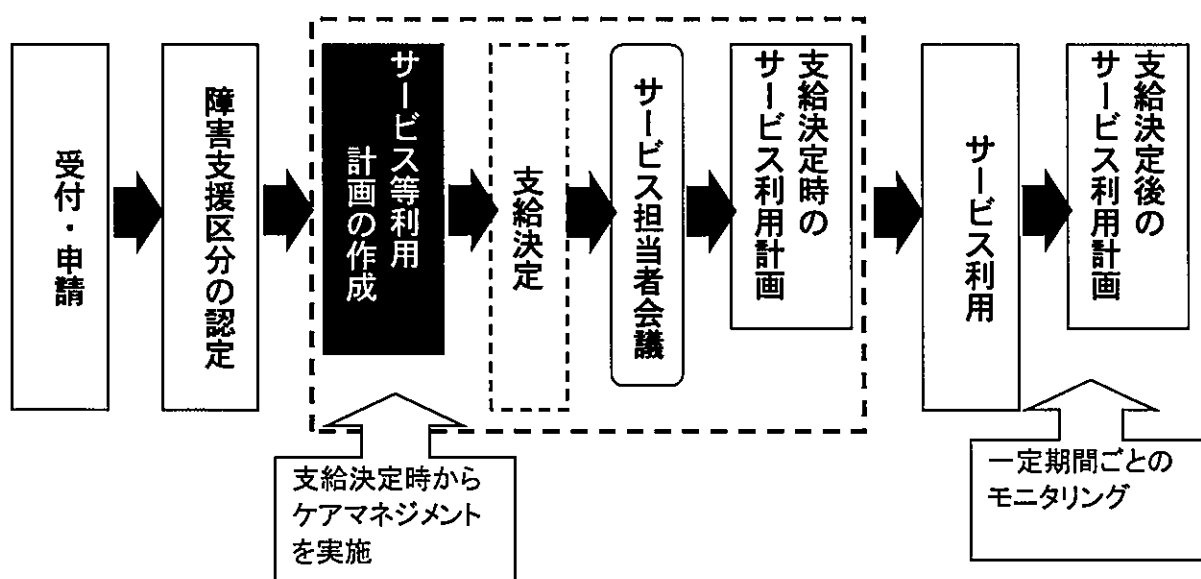 受付・申請
障害支援区分の認定
サービス等利用
計画の作成
支給決定
サービス担当者会議
支給決定時の
サービス利用計画
サービス利用
支給決定後の
サービス利用計画
支給決定時から
ケアマネジメント
を実施
一定期間ごとの
モニタリング